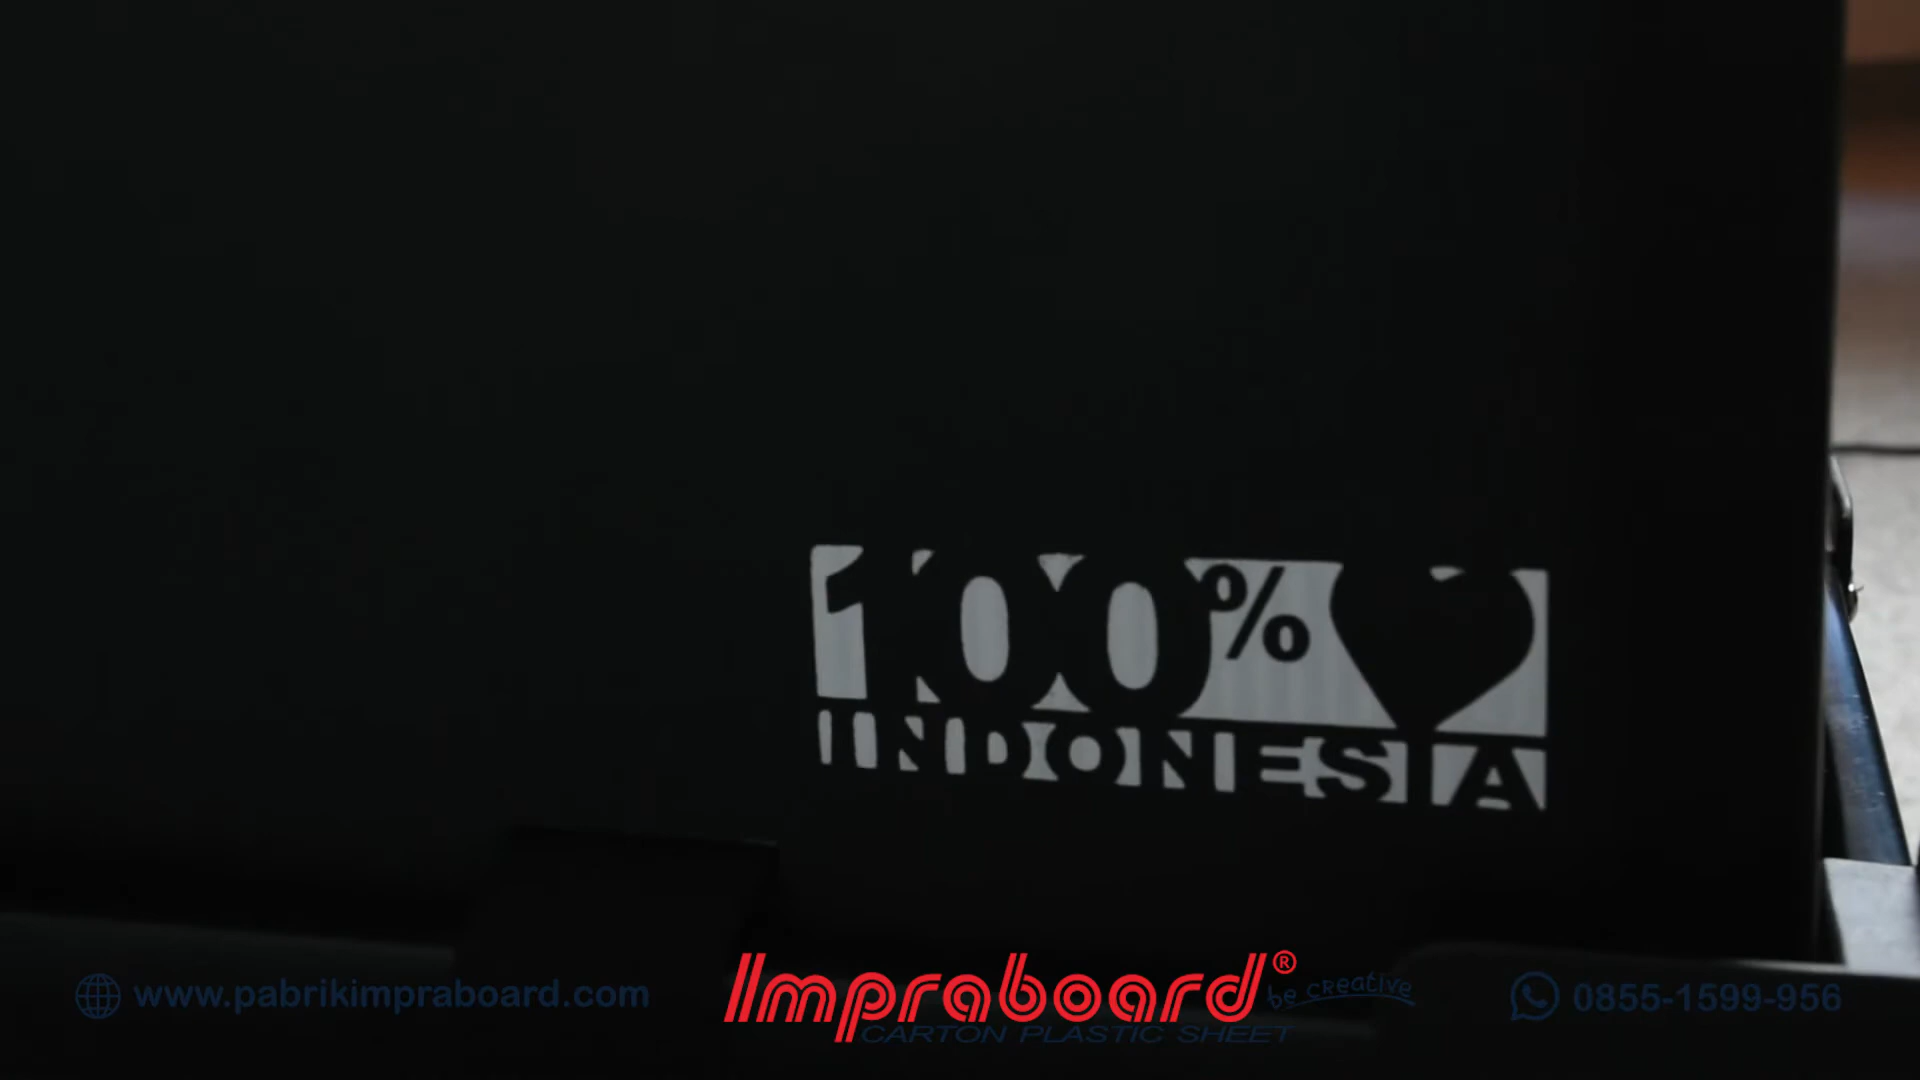 100%
INDONESIA
www.pabrikimpraboard.com
Impraboard®
be creative
CARTON PLASTIC SHEET
0855-1599-956